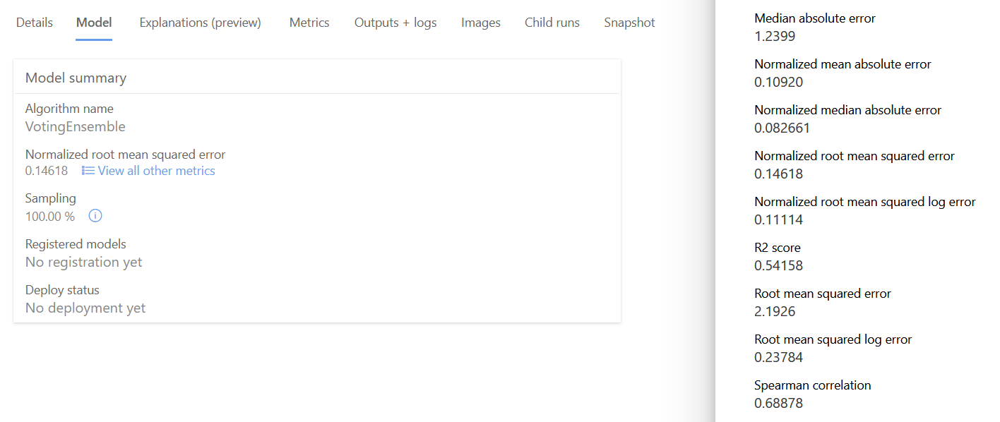 Details Model Explanations (preview) Metrics Outputs + logs Images Child runs Snapshot
Model summary
Algorithm name
VotingEnsemble
Normalized root mean squared error
0.14618 View all other metrics
Sampling
100.00 %
Registered models
No registration yet
Deploy status
No deployment yet
Median absolute error
1.2399
Normalized mean absolute error
0.10920
Normalized median absolute error
0.082661
Normalized root mean squared error
0.14618
Normalized root mean squared log error
0.11114
R2 score
0.54158
Root mean squared error
2.1926
Root mean squared log error
0.23784
Spearman correlation
0.68878